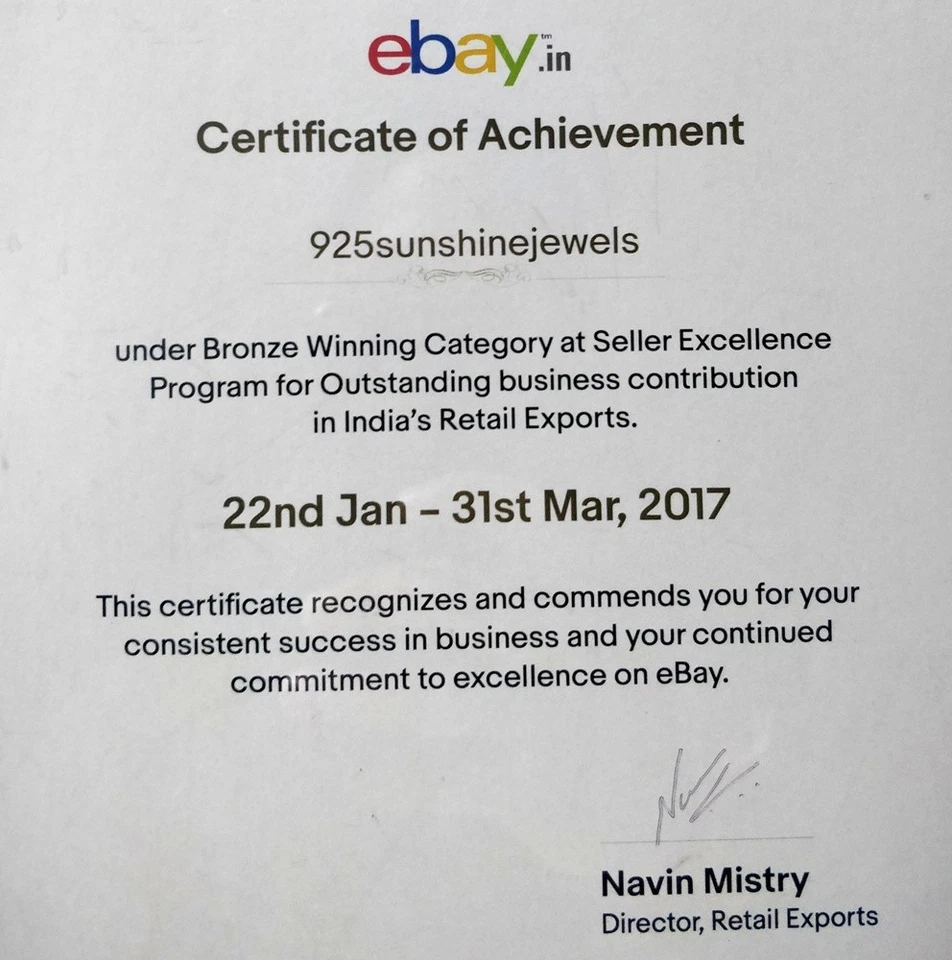 ebay.in™
Certificate of Achievement
925sunshinejewels
under Bronze Winning Category at Seller Excellence
Program for Outstanding business contribution
in India's Retail Exports.
22nd Jan – 31st Mar, 2017
This certificate recognizes and commends you for your
consistent success in business and your continued
commitment to excellence on eBay.
Navin Mistry
Director, Retail Exports